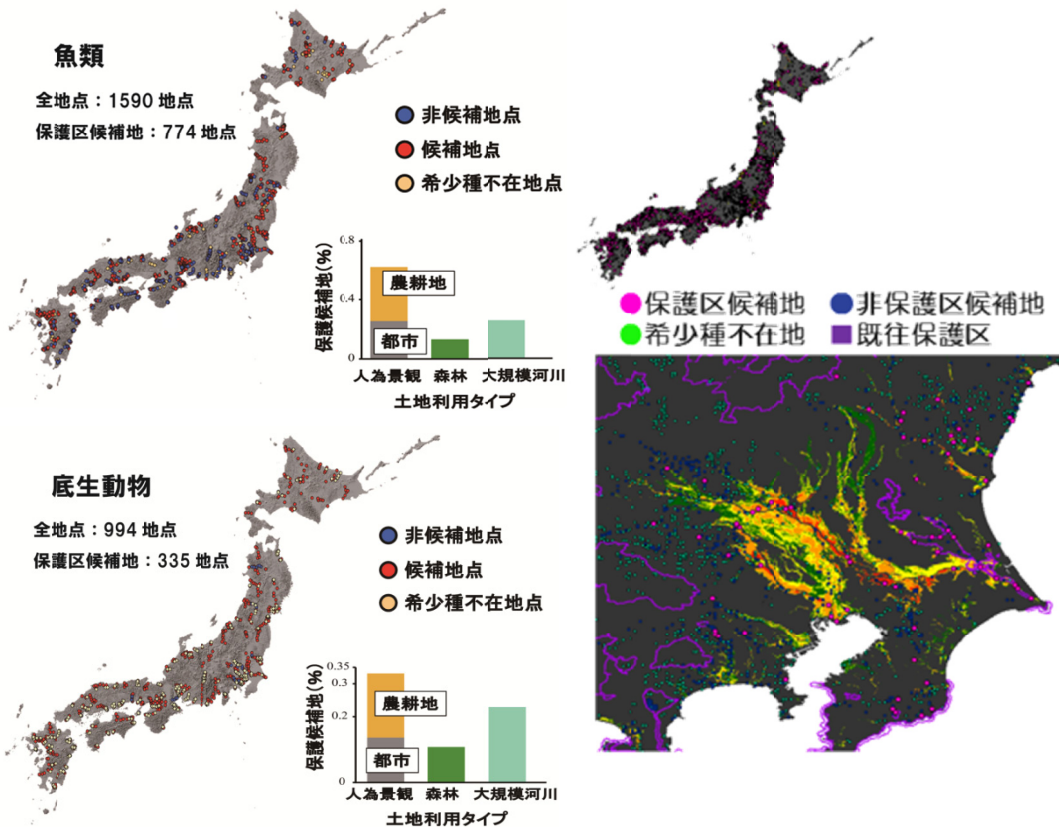 魚類
全地点：1590 地点
保護区候補地：774 地点
非候補地点
候補地点
希少種不在地点
保護候補地(%)
0.8
0.4
0
農耕地
都市
人為景観 森林 大規模河川
土地利用タイプ
底生動物
全地点：994 地点
保護区候補地：335 地点
非候補地点
候補地点
希少種不在地点
保護候補地(%)
0.35
0.3
0.2
0
農耕地
都市
人為景観 森林 大規模河川
土地利用タイプ
保護区候補地 非保護区候補地
希少種不在地 既往保護区